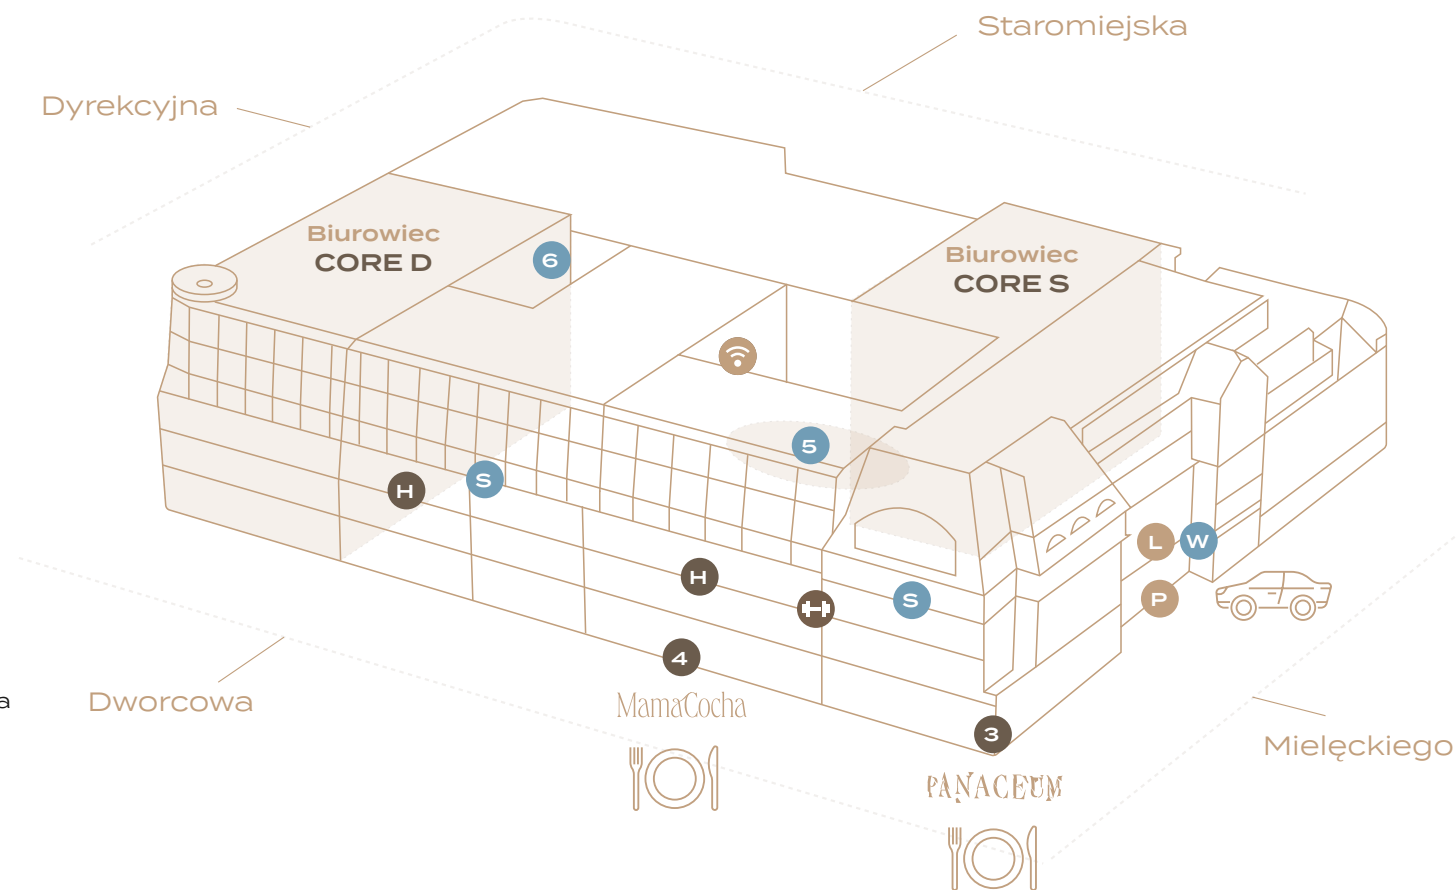 Staromiejska
Dyrekcyjna
Biurowiec
CORE D
6
Biurowiec
CORE S
5
H
S
L
W
H
S
P
4
a
Dworcowa
MamaCocha
3
Mielęckiego
PANACEUM